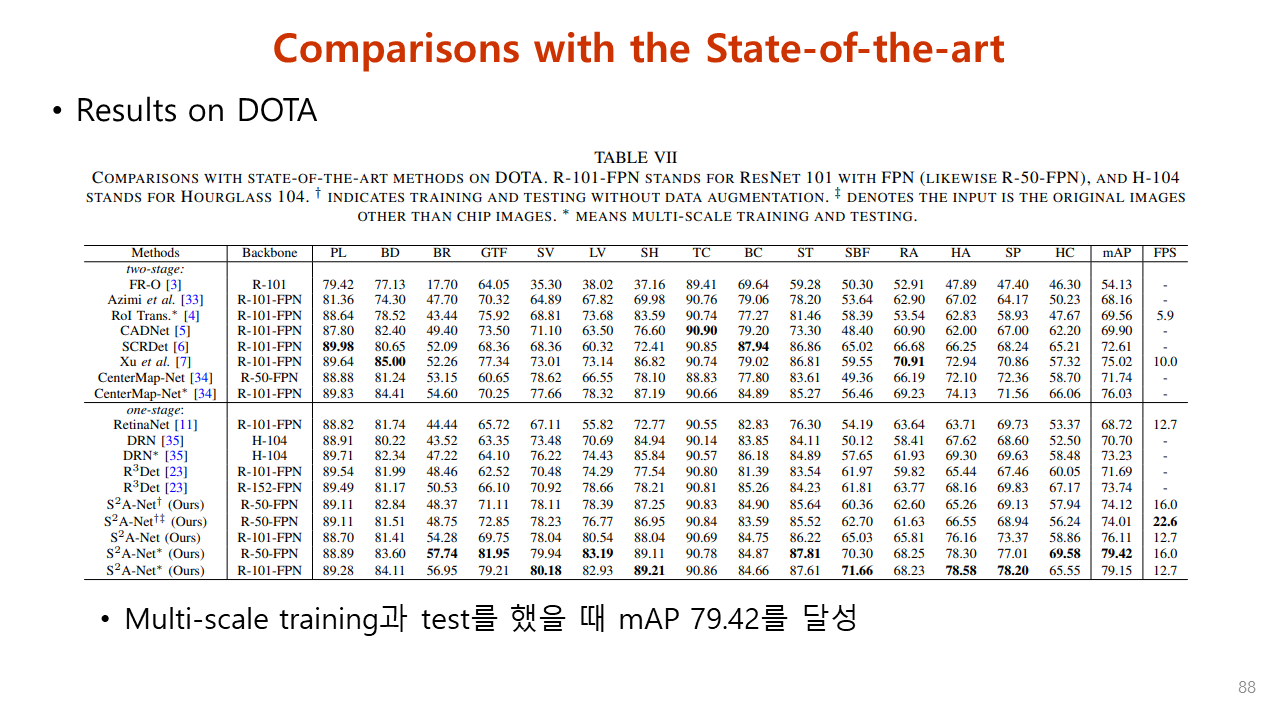 Comparisons with the State-of-the-art
• Results on DOTA
TABLE VII
COMPARISONS WITH STATE-OF-THE-ART METHODS ON DOTA. R-101-FPN STANDS FOR RESNET 101 WITH FPN (LIKEWISE R-50-FPN), AND H-104
STANDS FOR HOURGLASS 104. † INDICATES TRAINING AND TESTING WITHOUT DATA AUGMENTATION. ‡ DENOTES THE INPUT IS THE ORIGINAL IMAGES
OTHER THAN CHIP IMAGES. * MEANS MULTI-SCALE TRAINING AND TESTING.
Methods Backbone PL BD BR GTF SV LV SH TC BC ST SBF RA HA SP HC mAP FPS
two-stage:
FR-O [3] R-101 79.42 77.13 17.70 64.05 35.30 38.02 37.16 89.41 69.64 59.28 50.30 52.91 47.89 47.40 46.30 54.13 -
Azimi et al. [33] R-101-FPN 81.36 74.30 47.70 70.32 64.89 67.82 69.98 90.76 79.06 78.20 53.64 62.90 67.02 64.17 50.23 68.16 -
RoI Trans.* [4] R-101-FPN 88.64 78.52 43.44 75.92 68.81 73.68 83.59 90.74 77.27 81.46 58.39 53.54 62.83 58.93 47.67 69.56 5.9
CADNet [5] R-101-FPN 87.80 82.40 49.40 73.50 71.10 63.50 76.60 90.90 79.20 73.30 48.40 60.90 62.00 67.00 62.20 69.90 -
SCRDet [6] R-101-FPN 89.98 80.65 52.09 68.36 68.36 60.32 72.41 90.85 87.94 86.86 65.02 66.68 66.25 68.24 65.21 72.61 -
Xu et al. [7] R-101-FPN 89.64 85.00 52.26 77.34 73.01 73.14 86.82 90.74 79.02 86.81 59.55 70.91 72.94 70.86 57.32 75.02 10.0
CenterMap-Net [34] R-50-FPN 88.88 81.24 53.15 60.65 78.62 66.55 78.10 88.83 77.80 83.61 49.36 66.19 72.10 72.36 58.70 71.74 -
CenterMap-Net* [34] R-101-FPN 89.83 84.41 54.60 70.25 77.66 78.32 87.19 90.66 84.89 85.27 56.46 69.23 74.13 71.56 66.06 76.03 -
one-stage:
RetinaNet [11] R-101-FPN 88.82 81.74 44.44 65.72 67.11 55.82 72.77 90.55 82.83 76.30 54.19 63.64 63.71 69.73 53.37 68.72 12.7
DRN [35] H-104 88.91 80.22 43.52 63.35 73.48 70.69 84.94 90.14 83.85 84.11 50.12 58.41 67.62 68.60 52.50 70.70 -
DRN* [35] H-104 89.71 82.34 47.22 64.10 76.22 74.43 85.84 90.57 86.18 84.89 57.65 61.93 69.30 69.63 58.48 73.23 -
R³Det [23] R-101-FPN 89.54 81.99 48.46 62.52 70.48 74.29 77.54 90.80 81.39 83.54 61.97 59.82 65.44 67.46 60.05 71.69 -
R³Det [23] R-152-FPN 89.49 81.17 50.53 66.10 70.92 78.66 78.21 90.81 85.26 84.23 61.81 63.77 68.16 69.83 67.17 73.74 -
S²A-Net† (Ours) R-50-FPN 89.11 82.84 48.37 71.11 78.11 78.39 87.25 90.83 84.90 85.64 60.36 62.60 65.26 69.13 57.94 74.12 16.0
S²A-Net†‡ (Ours) R-50-FPN 89.11 81.51 48.75 72.85 78.23 76.77 86.95 90.84 83.59 85.52 62.70 61.63 66.55 68.94 56.24 74.01 22.6
S²A-Net (Ours) R-101-FPN 88.70 81.41 54.28 69.75 78.04 80.54 88.04 90.69 84.75 86.22 65.03 65.81 76.16 73.37 58.86 76.11 12.7
S²A-Net* (Ours) R-50-FPN 88.89 83.60 57.74 81.95 79.94 83.19 89.11 90.78 84.87 87.81 70.30 68.25 78.30 77.01 69.58 79.42 16.0
S²A-Net* (Ours) R-101-FPN 89.28 84.11 56.95 79.21 80.18 82.93 89.21 90.86 84.66 87.61 71.66 68.23 78.58 78.20 65.55 79.15 12.7
• Multi-scale training과 test를 했을 때 mAP 79.42를 달성
88